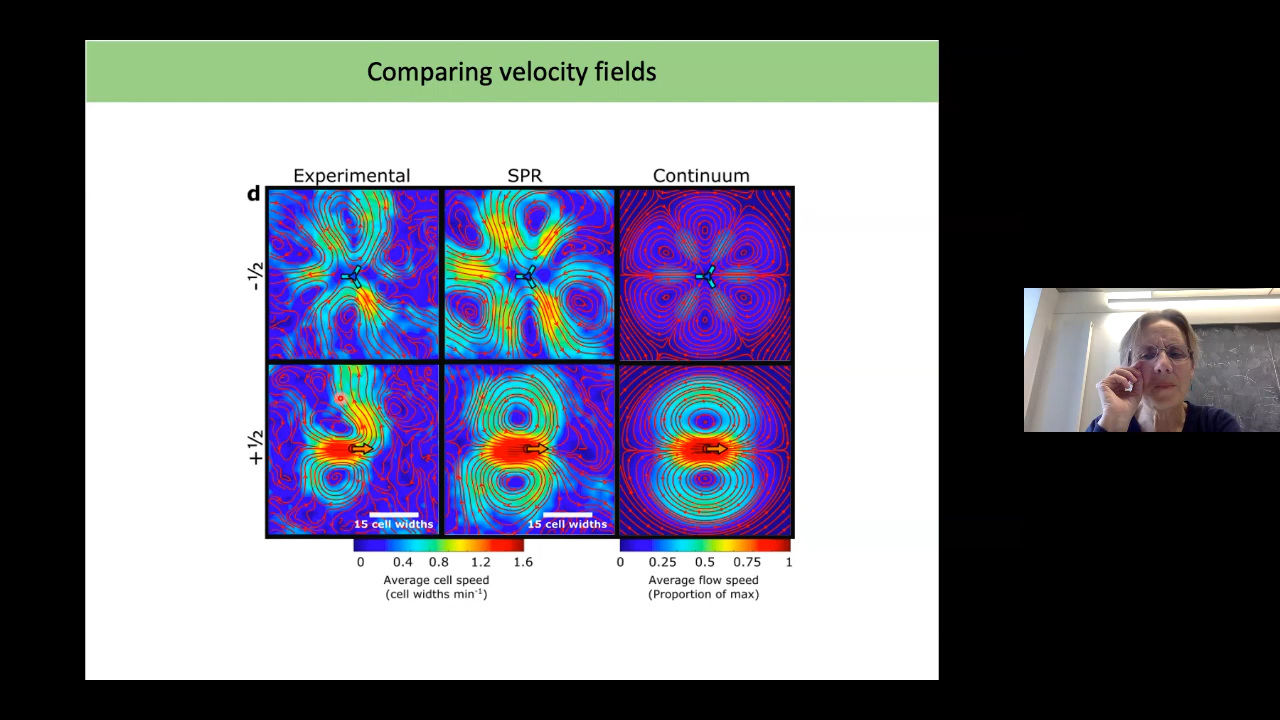 Comparing velocity fields
d
Experimental
SPR
Continuum
-½
+½
15 cell widths
15 cell widths
0 0.4 0.8 1.2 1.6
Average cell speed
(cell widths min⁻¹)
0 0.25 0.5 0.75 1
Average flow speed
(Proportion of max)